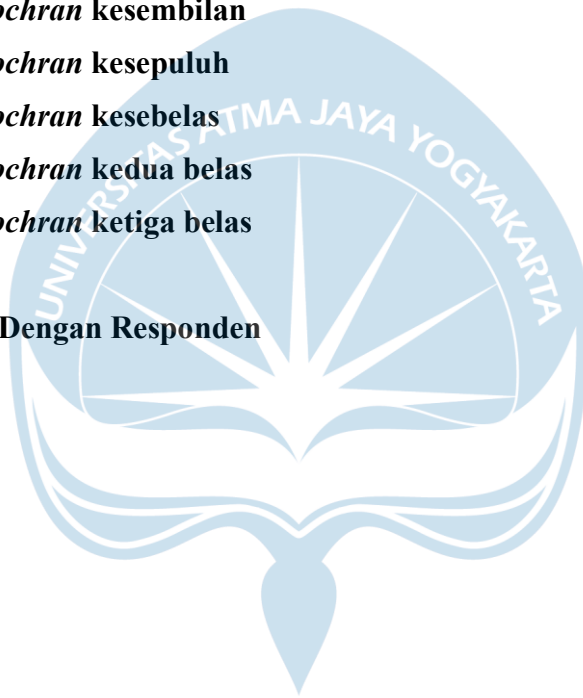 ochran kesembilan
ochran kesepuluh
ochran kesebelas
ochran kedua belas
ochran ketiga belas
Dengan Responden
UNIVERSITAS ATMA JAYA YOGYAKARTA